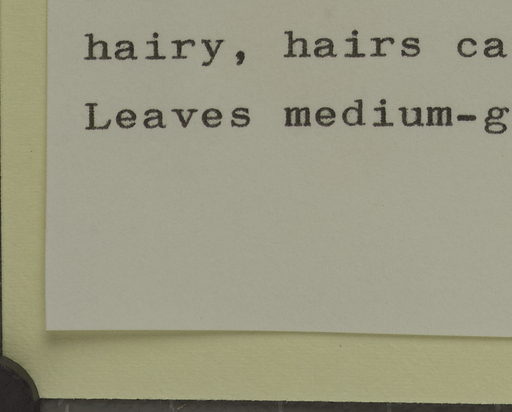 hairy, hairs ca
Leaves medium-g